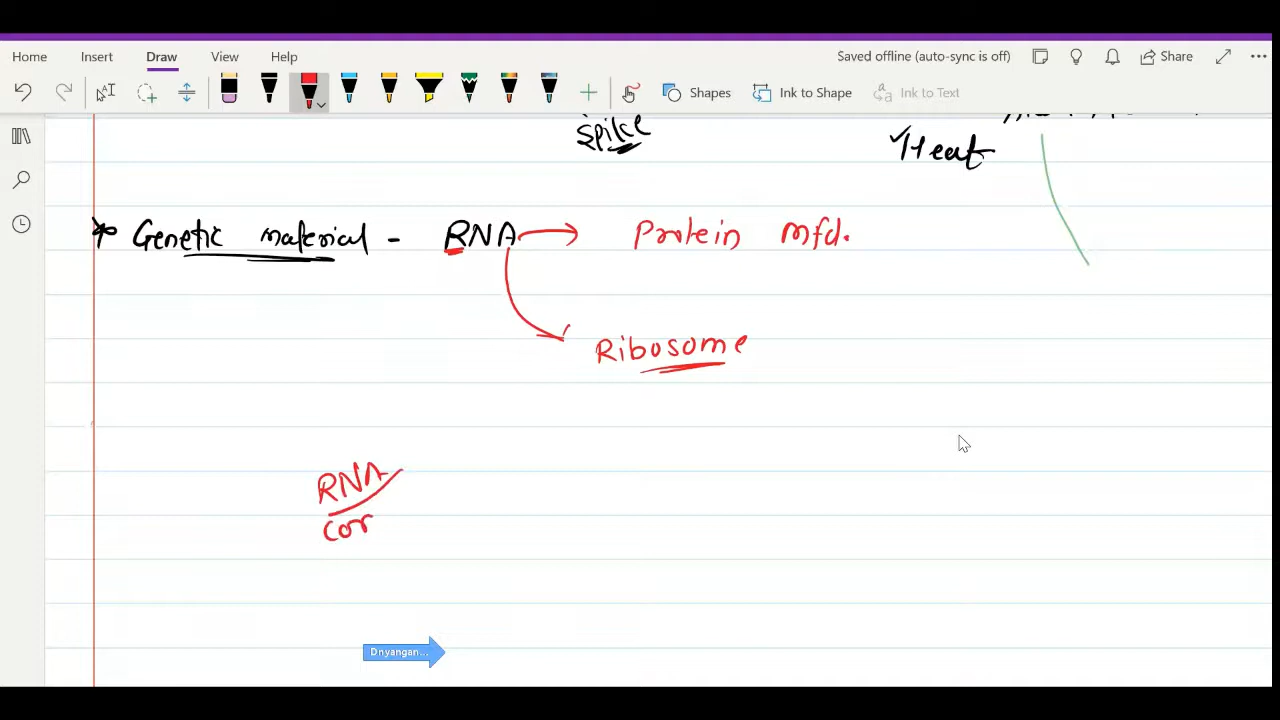 Home Insert Draw View Help Saved offline (auto-sync is off) Share
Shapes Ink to Shape Ink to Text
Spike
Heat
* Genetic material - RNA → Protein mfd.
Ribosome
RNA
cor
Dnyangan...